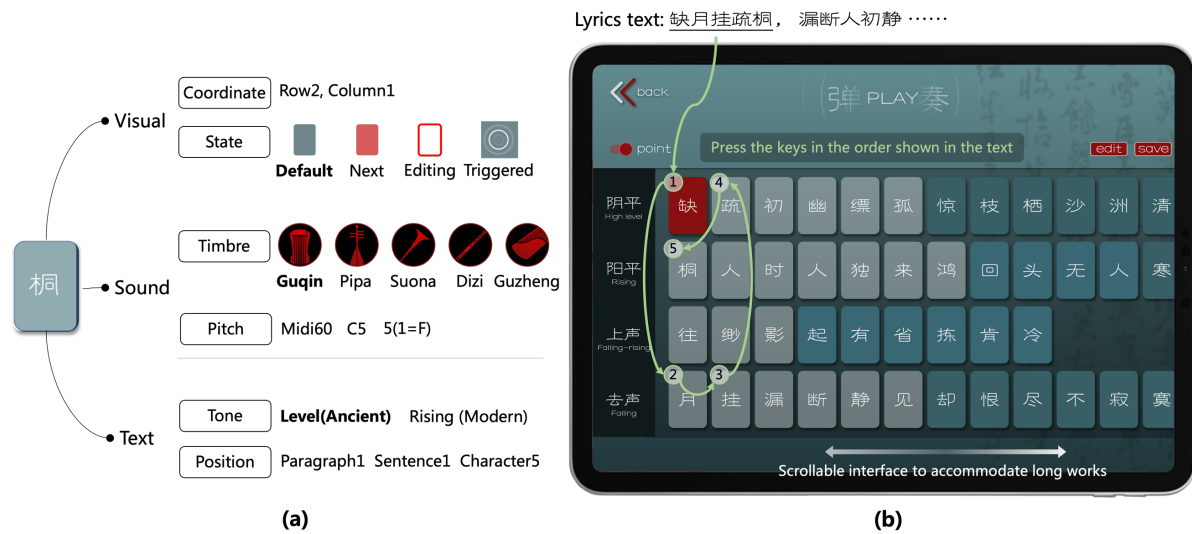 Lyrics text: 缺月挂疏桐，漏断人初静 ……
Coordinate Row2, Column1
Visual
State
Default Next Editing Triggered
Timbre
Guqin Pipa Suona Dizi Guzheng
桐
Sound
Pitch Midi60 C5 5(1=F)
Tone Level(Ancient) Rising (Modern)
Text
Position Paragraph1 Sentence1 Character5
(a)
back
弹 PLAY 奏
point Press the keys in the order shown in the text edit save
1 4
阴平 缺 疏 初 幽 缥 孤 惊 枝 栖 沙 洲 清
High level
5
阳平 桐 人 时 人 独 来 鸿 回 头 无 人 寒
Rising
上声 往 缈 影 起 有 省 拣 肯 冷
Falling-rising
2 3
去声 月 挂 漏 断 静 见 却 恨 尽 不 寂 寞
Falling
Scrollable interface to accommodate long works
(b)